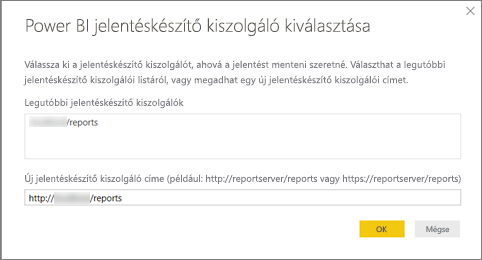 Power BI jelentéskészítő kiszolgáló kiválasztása
Válassza ki a jelentéskészítő kiszolgálót, ahová a jelentést menteni szeretné. Választhat a legutóbbi
jelentéskészítő kiszolgálói listáról, vagy megadhat egy új jelentéskészítő kiszolgálói címet.
Legutóbbi jelentéskészítő kiszolgálók
/reports
Új jelentéskészítő kiszolgáló címe (például: http://reportserver/reports vagy https://reportserver/reports)
http:// /reports
OK Mégse